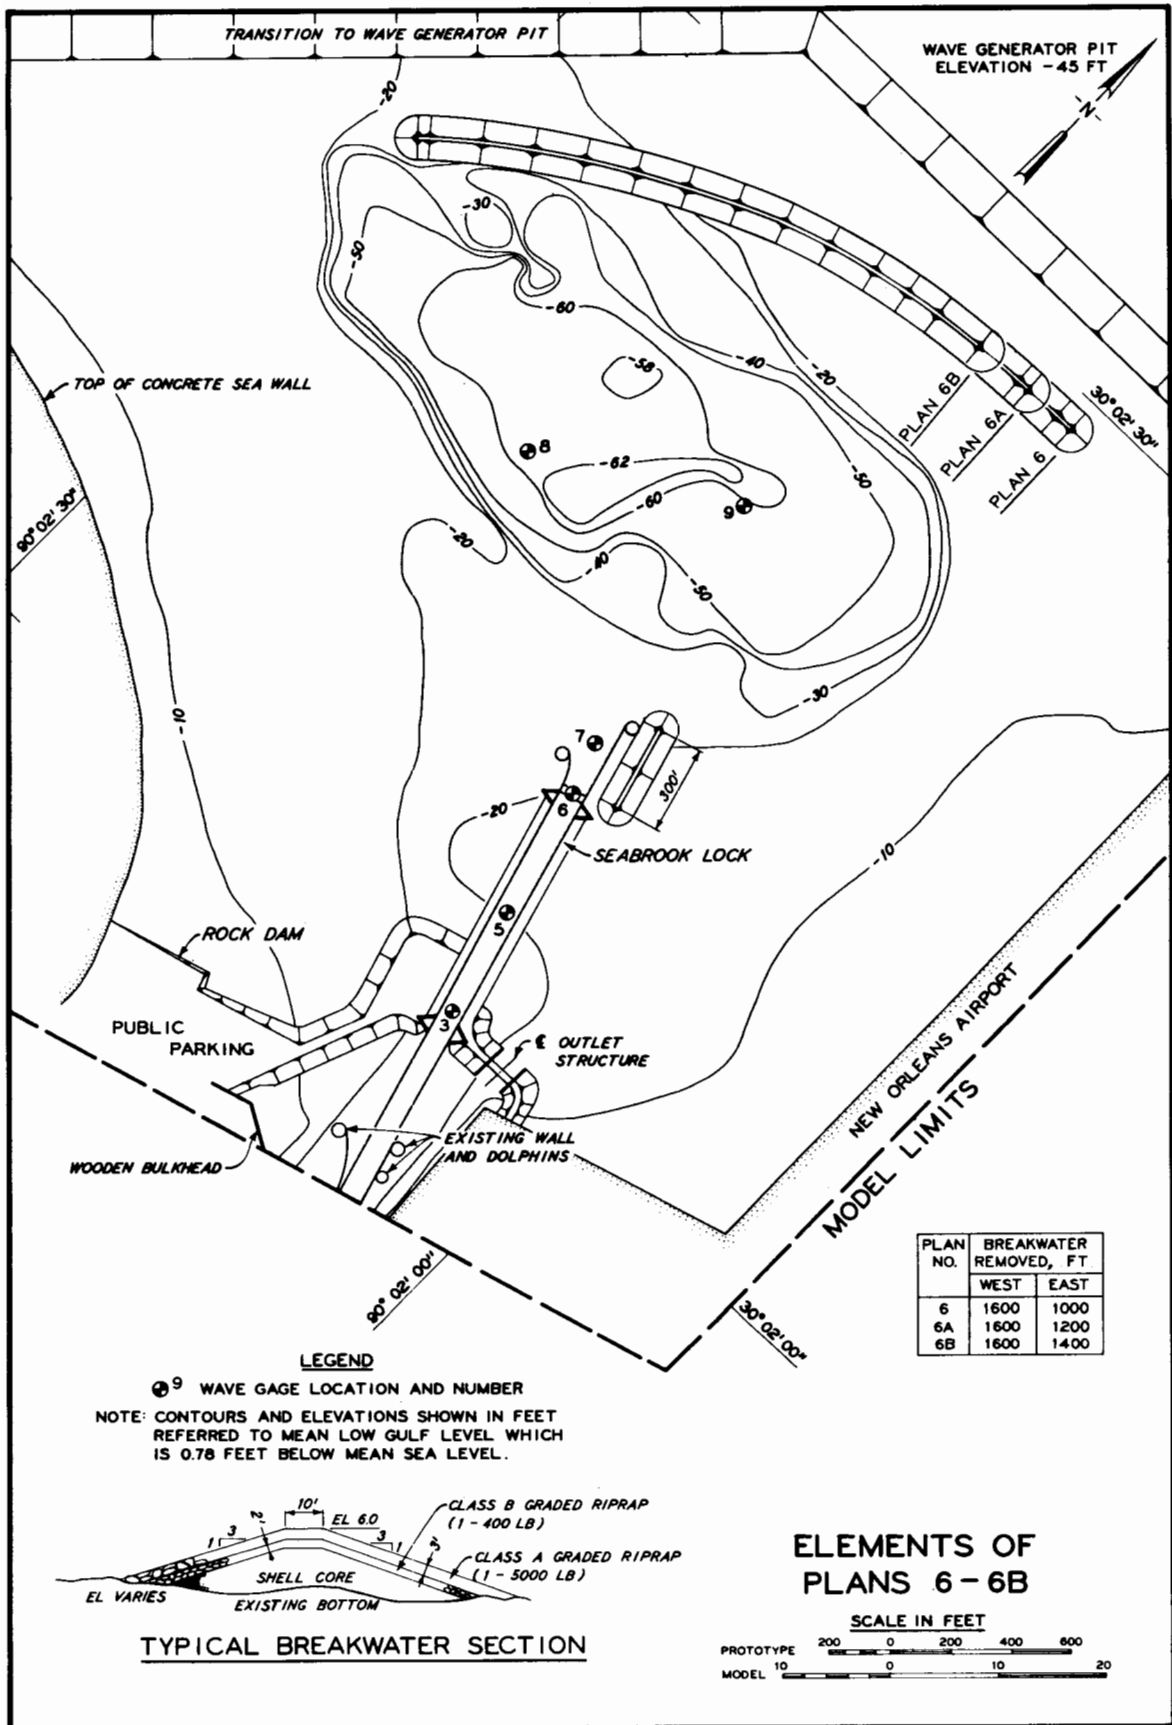 TRANSITION TO WAVE GENERATOR PIT
WAVE GENERATOR PIT
ELEVATION -45 FT
N
-20
-30
-50
-60
-58
-40
-20
TOP OF CONCRETE SEA WALL
PLAN 6B
PLAN 6A
PLAN 6
30° 02' 30"
8
-62
-50
-60
9
90° 02' 30"
-20
-40
-50
-30
-10
7
300'
6
-20
SEABROOK LOCK
-10
5
ROCK DAM
PUBLIC
PARKING
3
℄ OUTLET
STRUCTURE
NEW ORLEANS AIRPORT
MODEL LIMITS
EXISTING WALL
AND DOLPHINS
WOODEN BULKHEAD
90° 02' 00"
30° 02' 00"
PLAN NO. BREAKWATER REMOVED, FT
WEST EAST
6 1600 1000
6A 1600 1200
6B 1600 1400
LEGEND
9 WAVE GAGE LOCATION AND NUMBER
NOTE: CONTOURS AND ELEVATIONS SHOWN IN FEET
REFERRED TO MEAN LOW GULF LEVEL WHICH
IS 0.78 FEET BELOW MEAN SEA LEVEL.
10'
EL 6.0
CLASS B GRADED RIPRAP
(1 - 400 LB)
1 3
2'
3 1
3'
CLASS A GRADED RIPRAP
(1 - 5000 LB)
SHELL CORE
EL VARIES
EXISTING BOTTOM
TYPICAL BREAKWATER SECTION
ELEMENTS OF
PLANS 6-6B
SCALE IN FEET
PROTOTYPE 200 0 200 400 600
MODEL 10 0 10 20